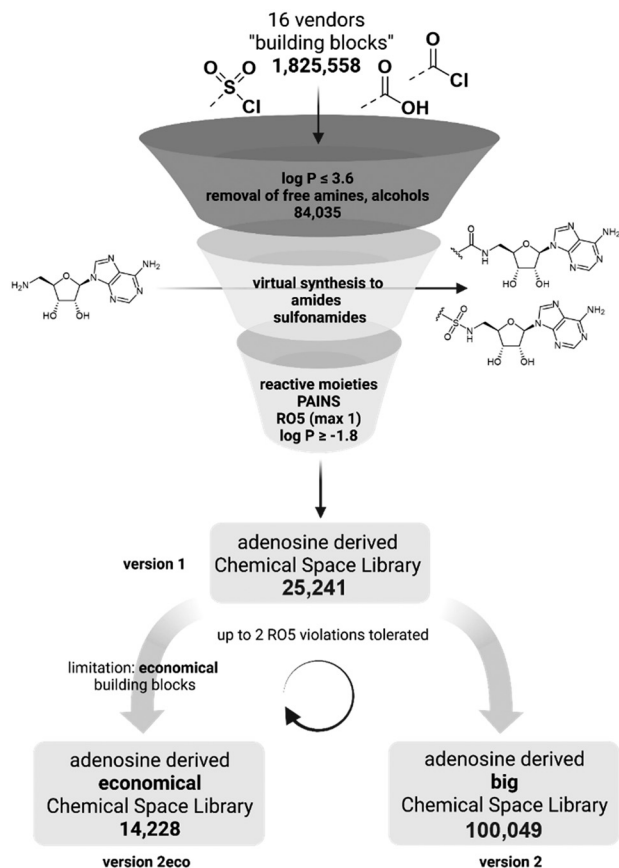 16 vendors
"building blocks"
1,825,558
O O
S
Cl
O
OH
O
Cl
log P ≤ 3.6
removal of free amines, alcohols
84,035
H₂N
O
N
N
N
N
NH₂
HO OH
virtual synthesis to
amides
sulfonamides
O
N
H
O
N
N
N
N
NH₂
HO OH
O
S
O
N
H
O
N
N
N
N
NH₂
HO OH
reactive moieties
PAINS
RO5 (max 1)
log P ≥ -1.8
version 1
adenosine derived
Chemical Space Library
25,241
up to 2 RO5 violations tolerated
limitation: economical
building blocks
adenosine derived
economical
Chemical Space Library
14,228
version 2eco
adenosine derived
big
Chemical Space Library
100,049
version 2